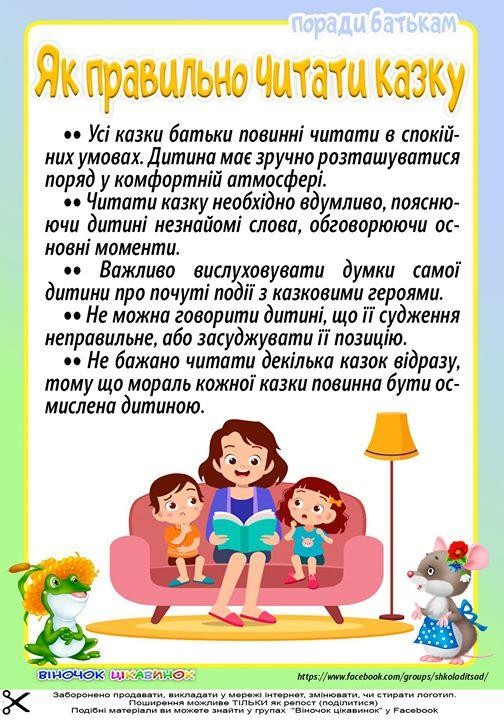 поради батькам
Як правильно читати казку
•• Усі казки батьки повинні читати в спокій-
них умовах. Дитина має зручно розташуватися
поряд у комфортній атмосфері.
•• Читати казку необхідно вдумливо, поясню-
ючи дитині незнайомі слова, обговорюючи ос-
новні моменти.
•• Важливо вислуховувати думки самої
дитини про почуті події з казковими героями.
•• Не можна говорити дитині, що її судження
неправильне, або засуджувати її позицію.
•• Не бажано читати декілька казок відразу,
тому що мораль кожної казки повинна бути ос-
мислена дитиною.
ВІНОЧОК ЦІКАВИНОК
https://www.facebook.com/groups/shkoladitsad/
Заборонено продавати, викладати у мережі інтернет, змінювати, чи стирати логотип.
Поширення можливе ТІЛЬКИ як репост (поділитися)
Подібні матеріали ви можете знайти у групах "Віночок цікавинок" у Facebook